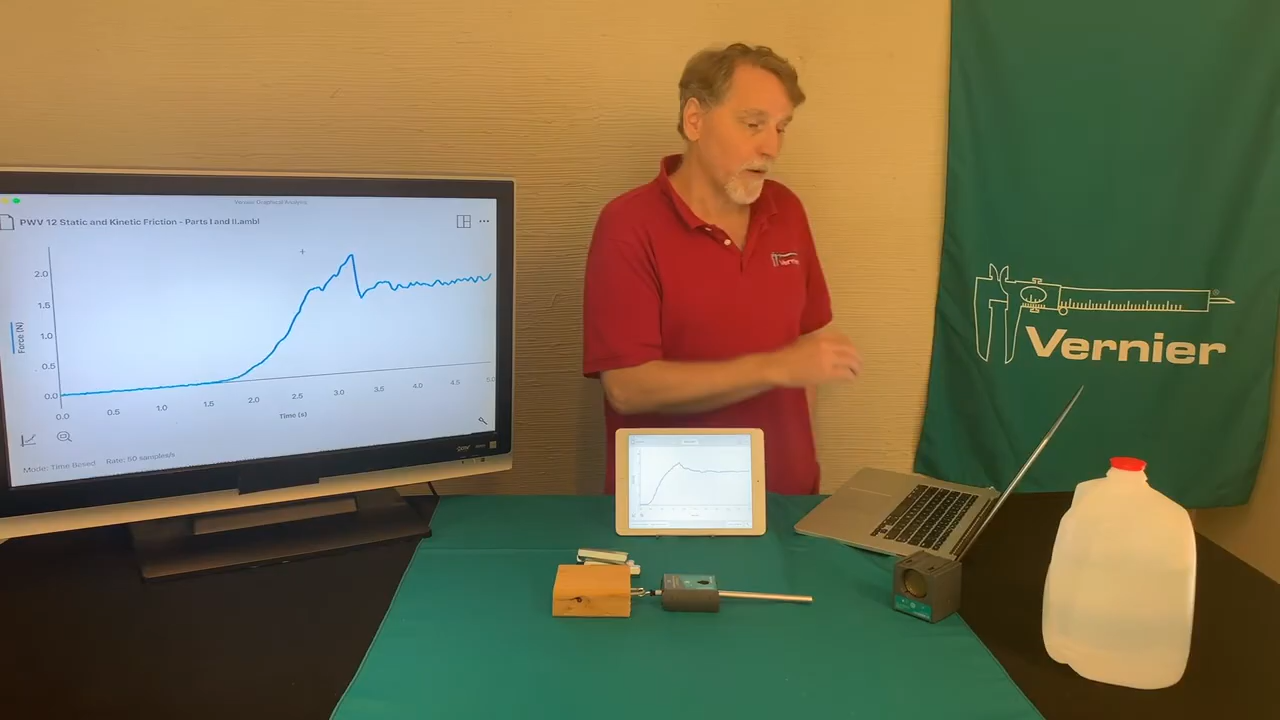 Vernier Graphical Analysis
PWV 12 Static and Kinetic Friction - Parts I and II.ambl
2.0
1.5
1.0
0.5
0.0
Force (N)
0.0 0.5 1.0 1.5 2.0 2.5 3.0 3.5 4.0 4.5 5.0
Time (s)
Mode: Time Based Rate: 50 samples/s
Vernier
Vernier